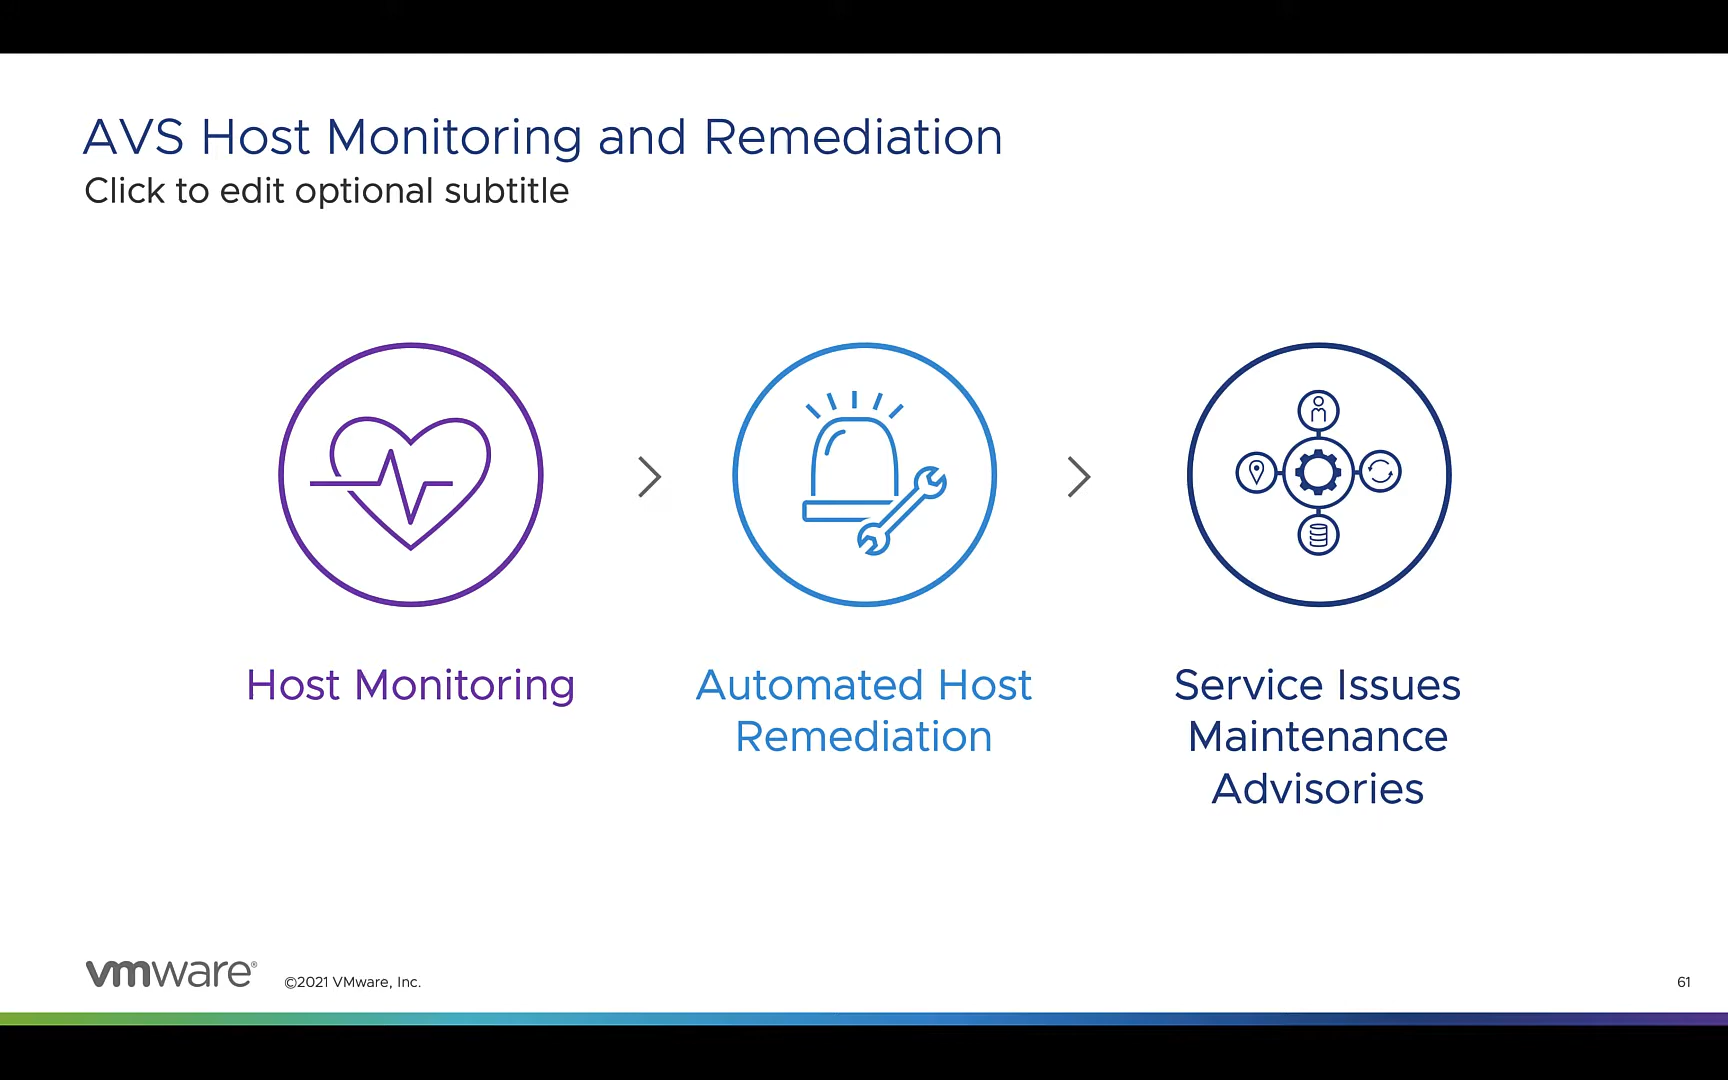 AVS Host Monitoring and Remediation
Click to edit optional subtitle
Host Monitoring
Automated Host
Remediation
Service Issues
Maintenance
Advisories
vmware®
©2021 VMware, Inc.
61